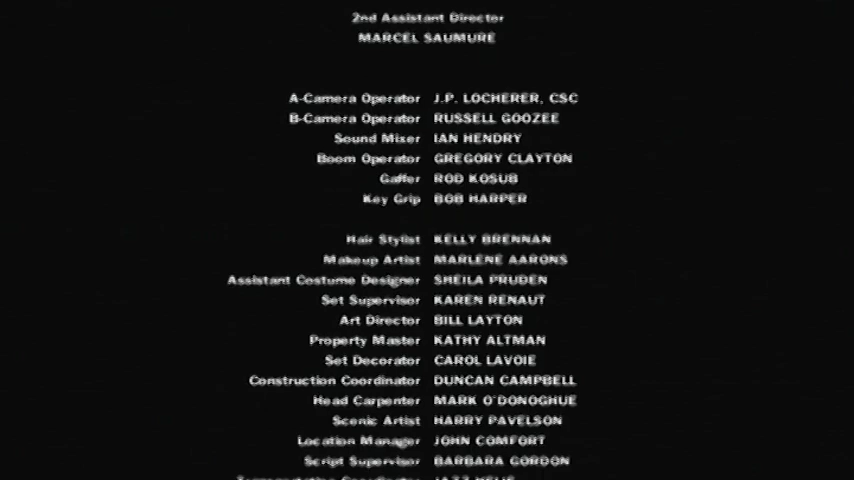 2nd Assistant Director
MARCEL SAUMURE
A-Camera Operator J.P. LOCHERER, CSC
B-Camera Operator RUSSELL GOOZEE
Sound Mixer IAN HENDRY
Boom Operator GREGORY CLAYTON
Gaffer ROD KOSUB
Key Grip BOB HARPER
Hair Stylist KELLY BRENNAN
Makeup Artist MARLENE AARONS
Assistant Costume Designer SHEILA PRUDEN
Set Supervisor KAREN RENAUT
Art Director BILL LAYTON
Property Master KATHY ALTMAN
Set Decorator CAROL LAVOIE
Construction Coordinator DUNCAN CAMPBELL
Head Carpenter MARK O'DONOGHUE
Scenic Artist HARRY PAVELSON
Location Manager JOHN COMFORT
Script Supervisor BARBARA GORDON